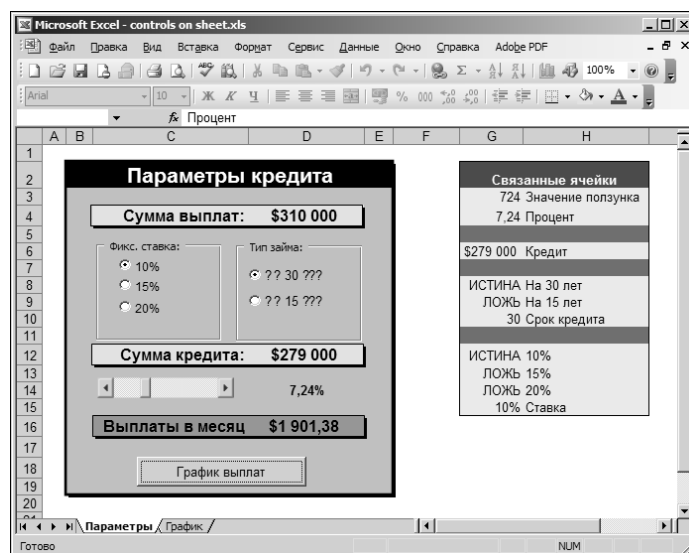 Microsoft Excel - controls on sheet.xls
Файл Правка Вид Вставка Формат Сервис Данные Окно Справка Adobe PDF
100%
Arial 10 Ж К Ч % 000
fx Процент
A B C D E F G H
1
2 Параметры кредита Связанные ячейки
3 724 Значение ползунка
4 Сумма выплат: $310 000 7,24 Процент
5
6 Фикс. ставка: Тип займа: $279 000 Кредит
7 10%
8 ?? 30 ??? ИСТИНА На 30 лет
9 15% ?? 15 ??? ЛОЖЬ На 15 лет
10 20% 30 Срок кредита
11
12 Сумма кредита: $279 000 ИСТИНА 10%
13 ЛОЖЬ 15%
14 7,24% ЛОЖЬ 20%
15 10% Ставка
16 Выплаты в месяц $1 901,38
17
18 График выплат
19
20
Параметры График
Готово NUM